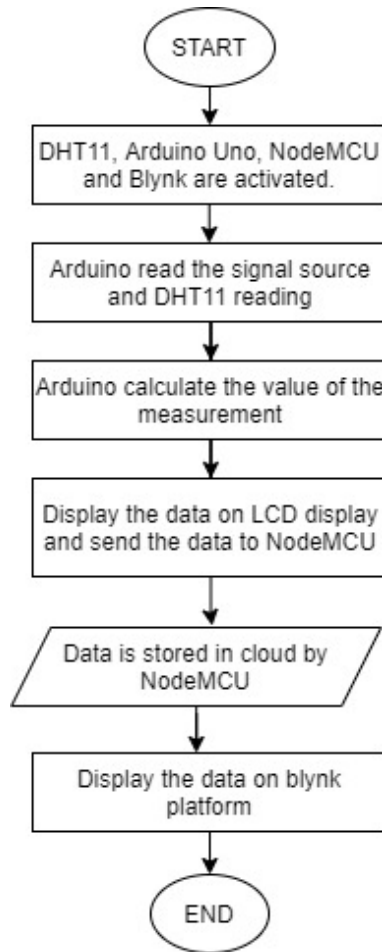 START
DHT11, Arduino Uno, NodeMCU
and Blynk are activated.
Arduino read the signal source
and DHT11 reading
Arduino calculate the value of the
measurement
Display the data on LCD display
and send the data to NodeMCU
Data is stored in cloud by
NodeMCU
Display the data on blynk
platform
END